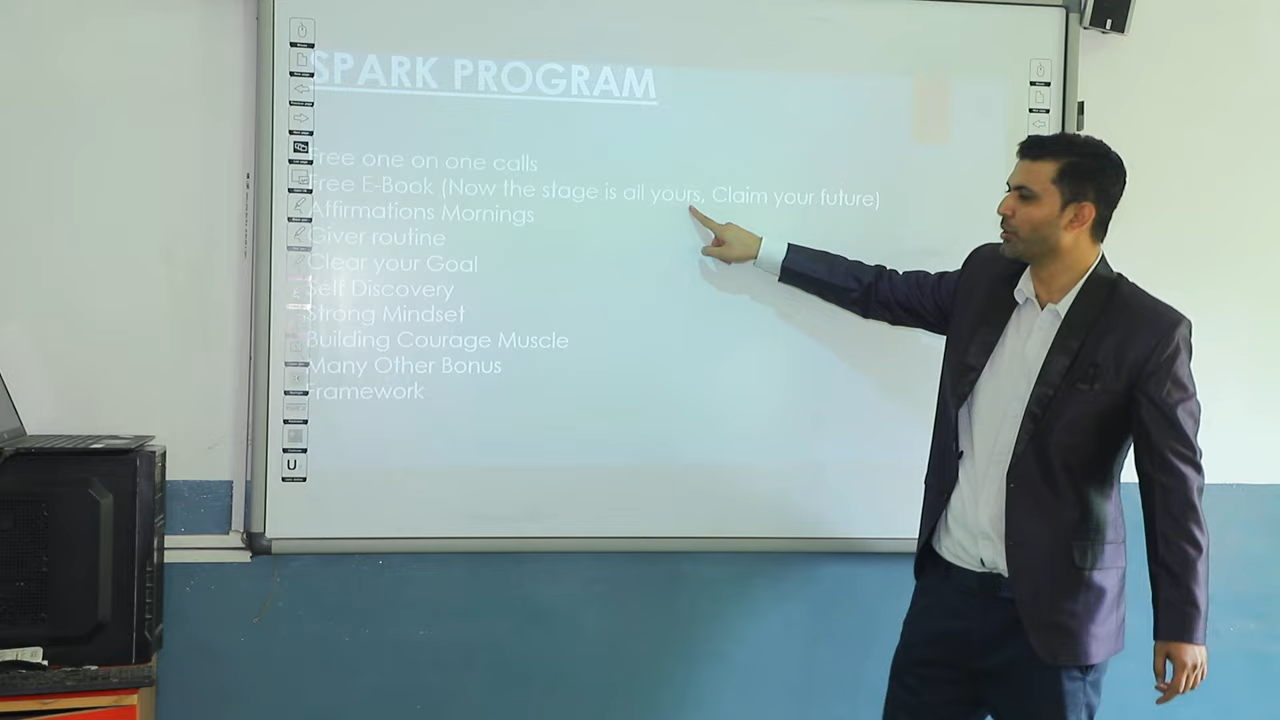 SPARK PROGRAM
Free one on one calls
Free E-Book (Now the stage is all yours, Claim your future)
Affirmations Mornings
Giver routine
Clear your Goal
Self Discovery
Strong Mindset
Building Courage Muscle
Many Other Bonus
Framework
U